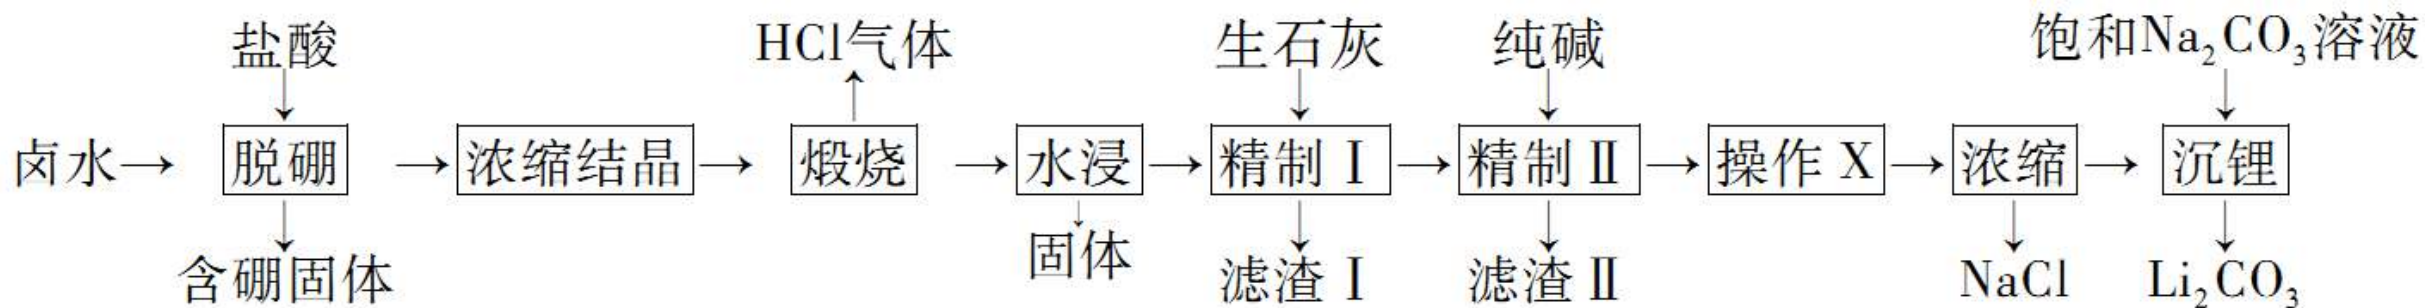 盐酸 HCl气体 生石灰 纯碱 饱和Na₂CO₃溶液
卤水→ 脱硼 →浓缩结晶→ 煅烧 →水浸→精制Ⅰ→精制Ⅱ→操作X→浓缩→ 沉锂
含硼固体 固体 滤渣Ⅰ 滤渣Ⅱ NaCl Li₂CO₃